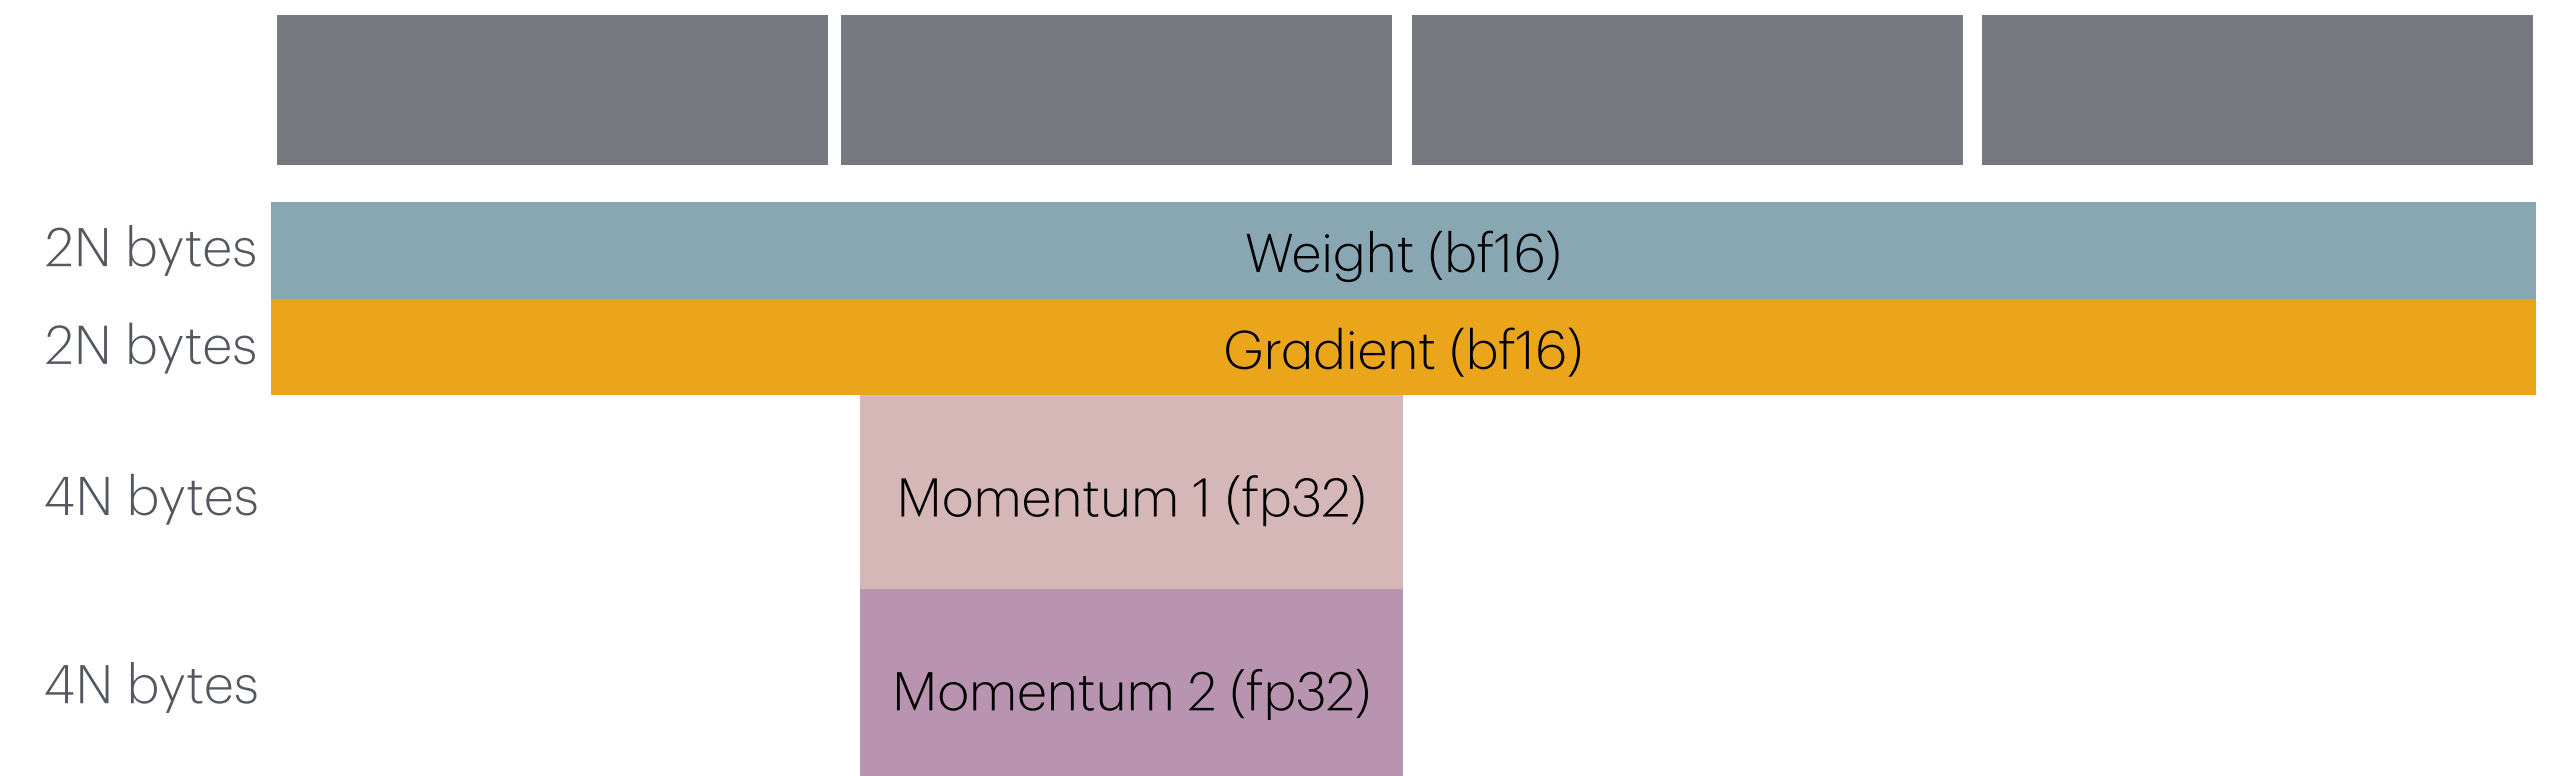 2N bytes Weight (bf16)
2N bytes Gradient (bf16)
4N bytes Momentum 1 (fp32)
4N bytes Momentum 2 (fp32)